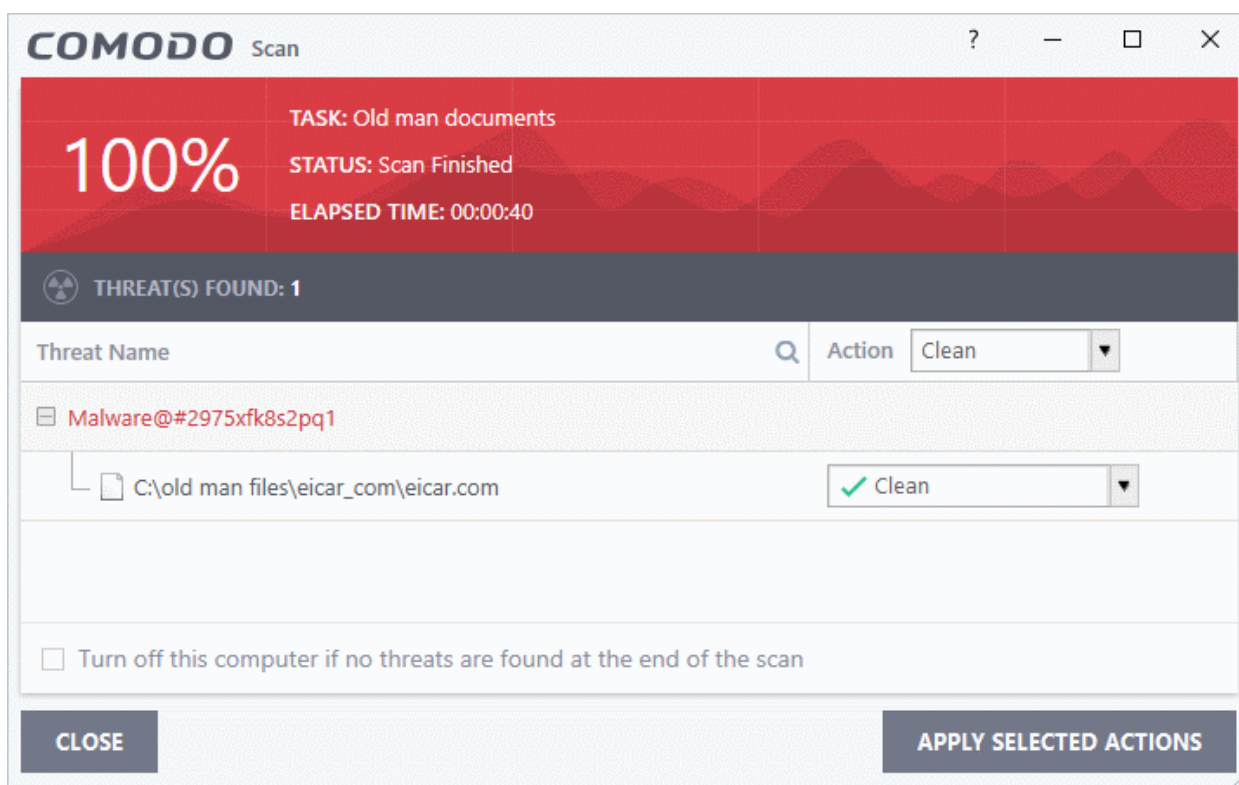 COMODO Scan
?
100%
TASK: Old man documents
STATUS: Scan Finished
ELAPSED TIME: 00:00:40
THREAT(S) FOUND: 1
Threat Name
Action Clean
Malware@#2975xfk8s2pq1
C:\old man files\eicar_com\eicar.com
Clean
Turn off this computer if no threats are found at the end of the scan
CLOSE
APPLY SELECTED ACTIONS